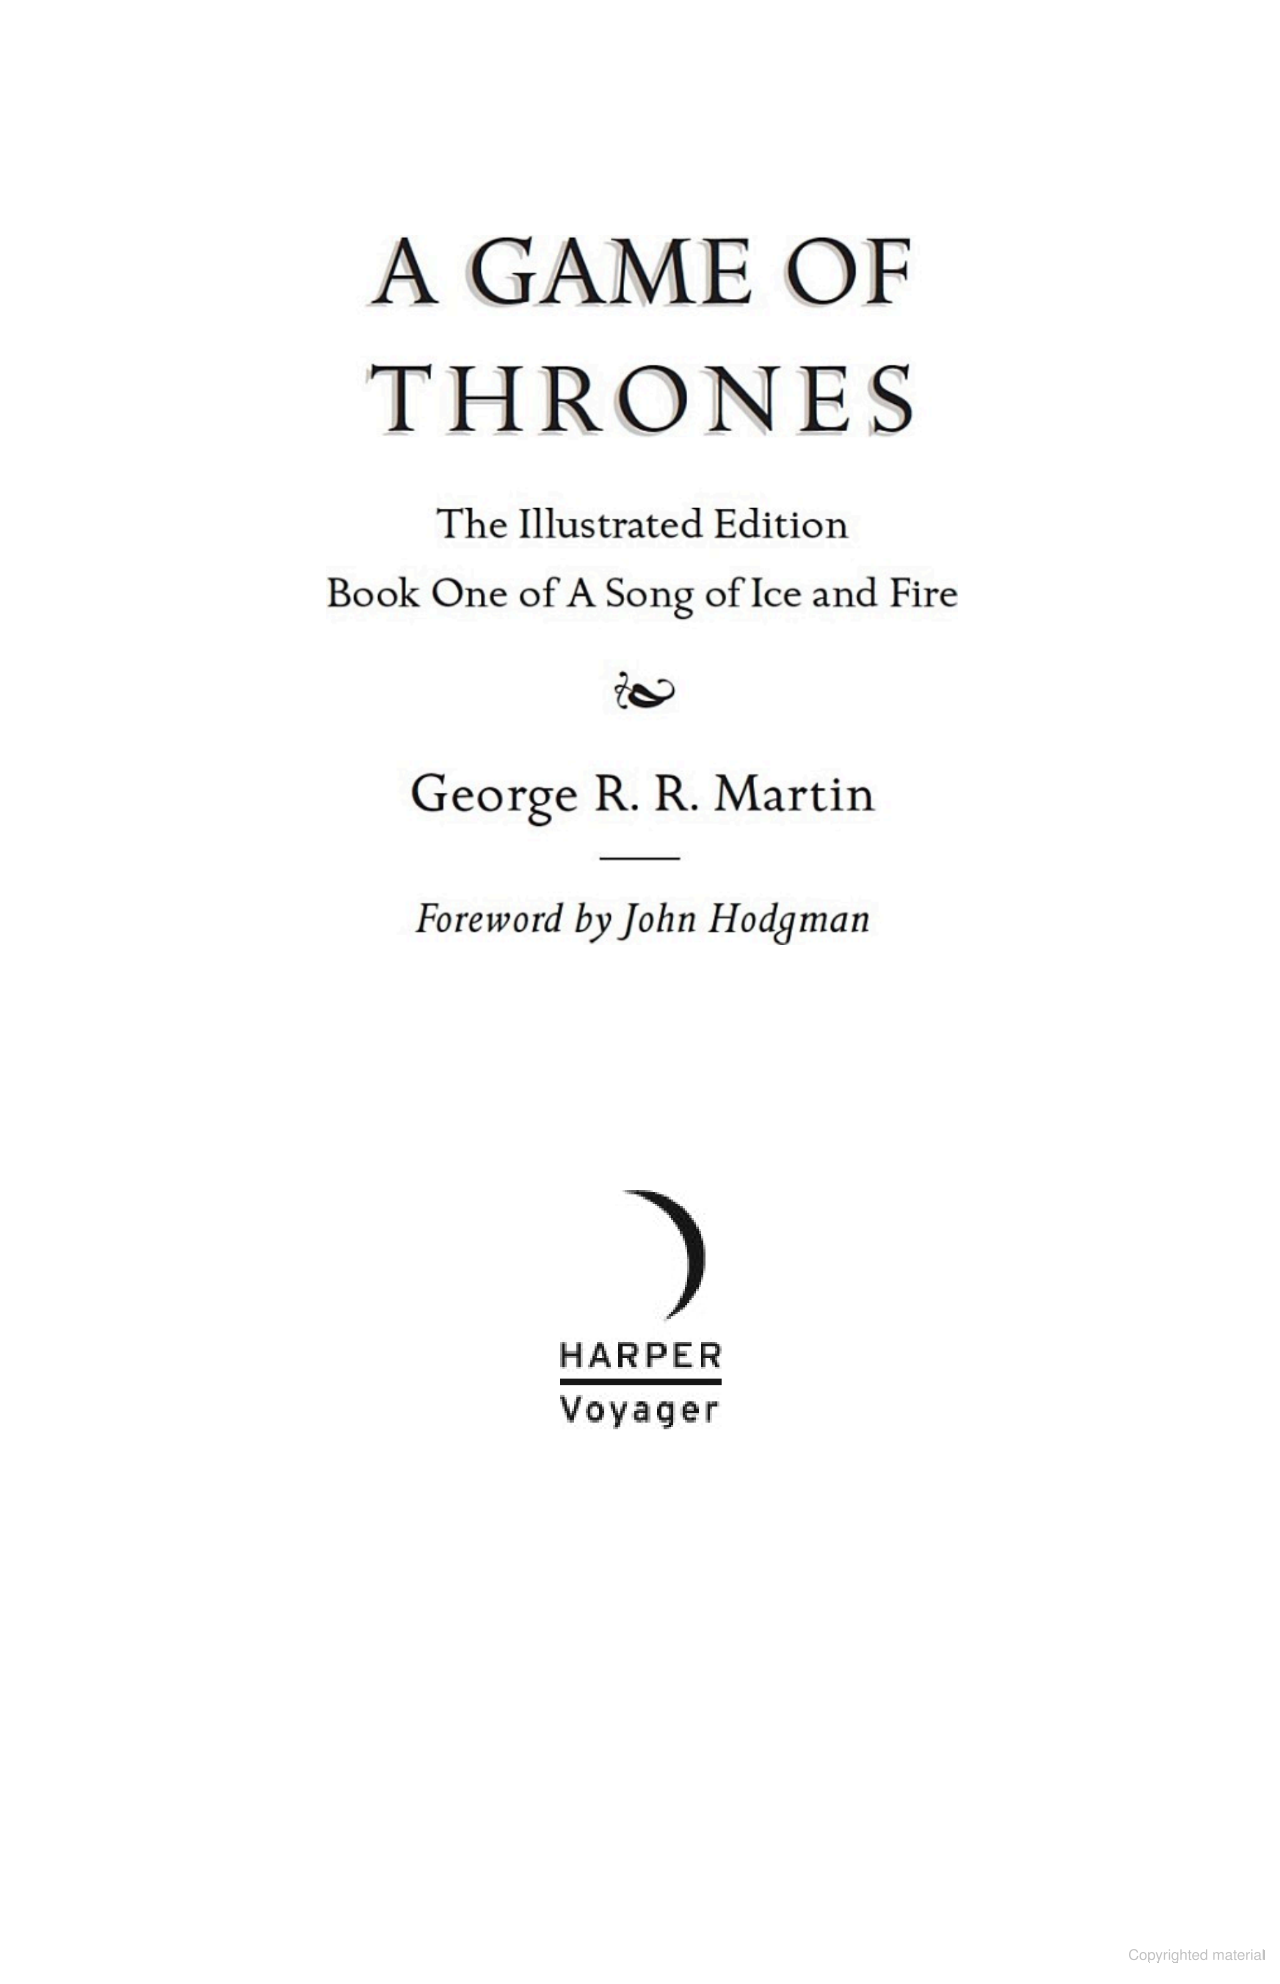 A GAME OF
THRONES
The Illustrated Edition
Book One of A Song of Ice and Fire
George R. R. Martin
Foreword by John Hodgman
HARPER
Voyager
Copyrighted material